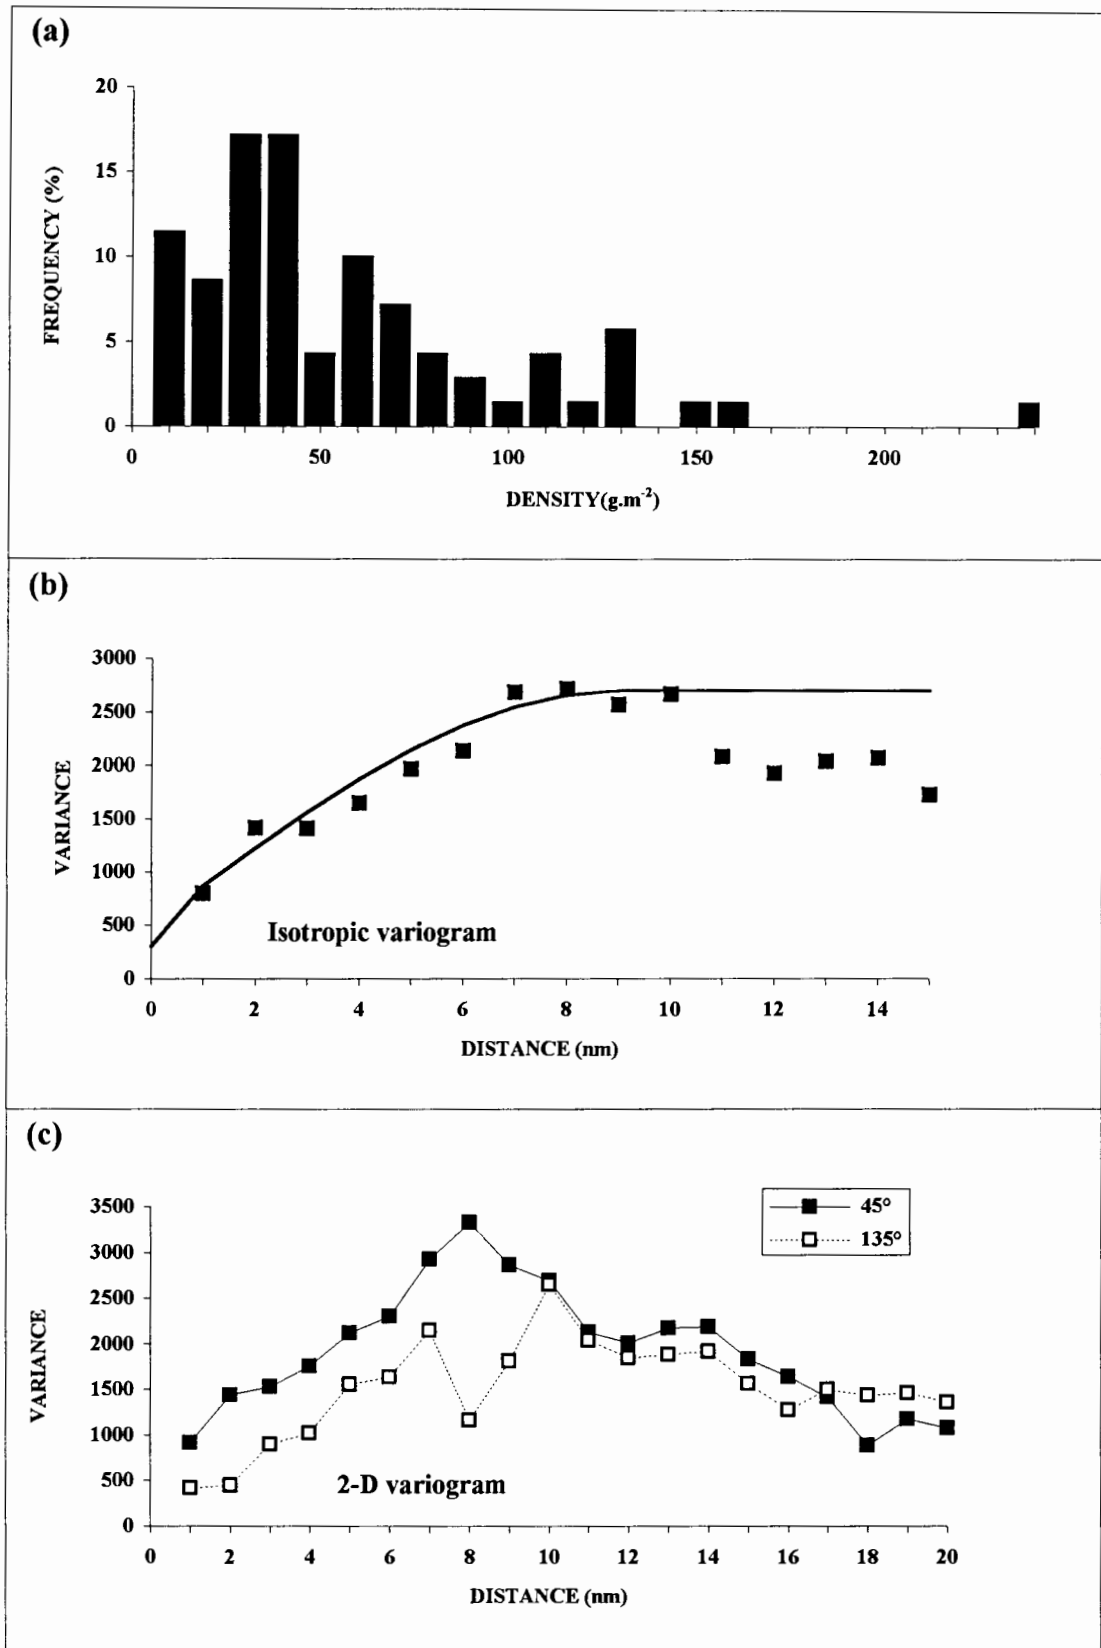 (a)
20
15
10
5
0
FREQUENCY (%)
0 50 100 150 200
DENSITY(g.m⁻²)
(b)
3000
2500
2000
1500
1000
500
0
VARIANCE
Isotropic variogram
0 2 4 6 8 10 12 14
DISTANCE (nm)
(c)
3500
3000
2500
2000
1500
1000
500
0
VARIANCE
45°
135°
2-D variogram
0 2 4 6 8 10 12 14 16 18 20
DISTANCE (nm)